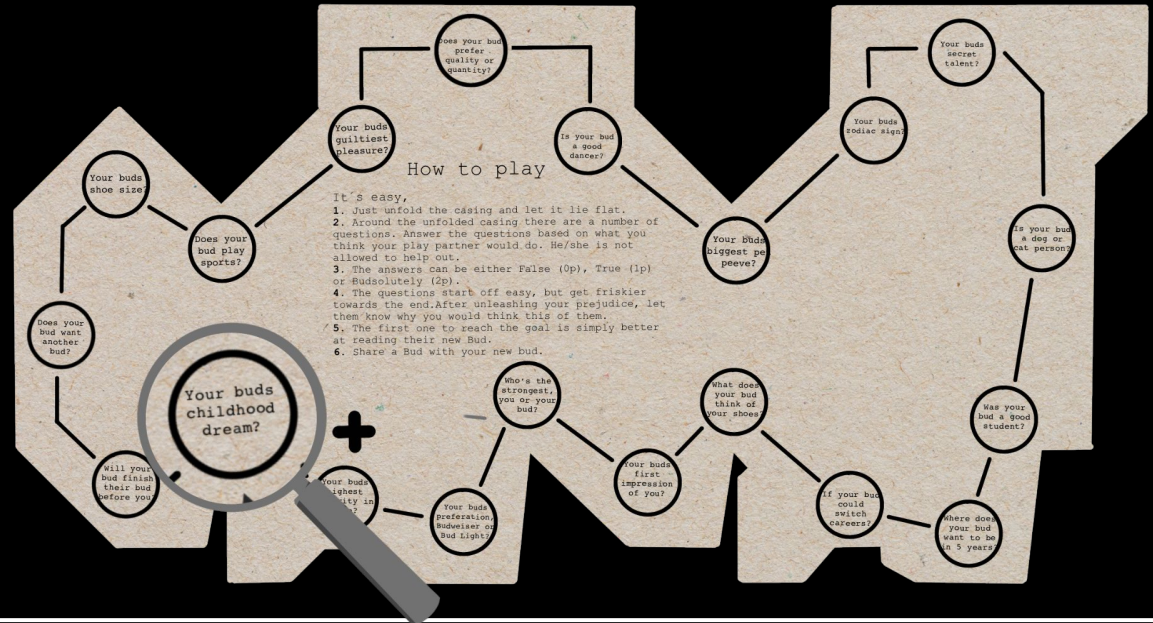 Does your bud
prefer
quality or
quantity?
Your buds
secret
talent?
Your buds
guiltiest
pleasure?
Is your bud
a good
dancer?
Your buds
zodiac sign?
How to play
Your buds
shoe size?
It's easy,
1. Just unfold the casing and let it lie flat.
2. Around the unfolded casing there are a number of
questions. Answer the questions based on what you
think your play partner would do. He/she is not
allowed to help out.
3. The answers can be either False (0p), True (1p)
or Budsolutely (2p).
4. The questions start off easy, but get friskier
towards the end.After unleashing your prejudice, let
them know why you would think this of them.
5. The first one to reach the goal is simply better
at reading their new Bud.
6. Share a Bud with your new bud.
Does your
bud play
sports?
Your buds
biggest pe
peeve?
Is your bud
a dog or
cat person?
Does your
bud want
another
bud?
Your buds
childhood
dream?
Who's the
strongest,
you or your
bud?
What does
your bud
think of
your shoes?
Was your
bud a good
student?
Will your
bud finish
their bud
before you?
Your buds
in
Your buds
preferation,
Budweiser or
Bud Light?
Your buds
first
impression
of you?
If your bud
could
switch
careers?
Where does
your bud
want to be
in 5 years?